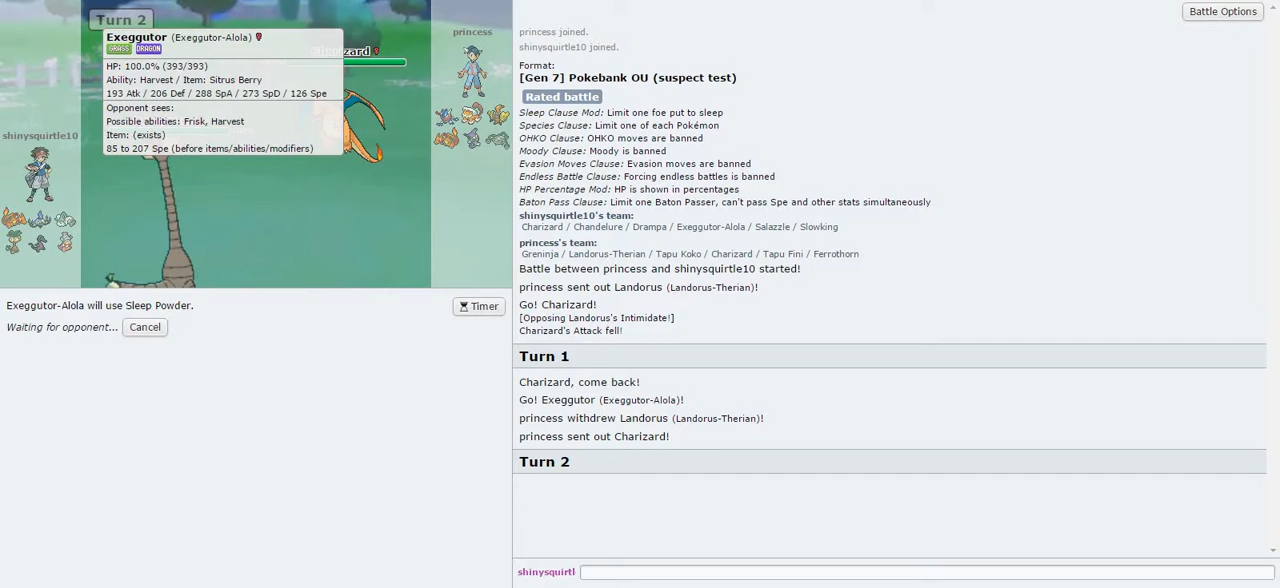 Turn 2
Exeggutor (Exeggutor-Alola)
GRASS DRAGON
HP: 100.0% (393/393)
Ability: Harvest / Item: Sitrus Berry
193 Atk / 206 Def / 288 SpA / 273 SpD / 126 Spe
Opponent sees:
Possible abilities: Frisk, Harvest
Item: (exists)
85 to 207 Spe (before items/abilities/modifiers)
princess
shinysquirtle10
Exeggutor-Alola will use Sleep Powder.
Timer
Waiting for opponent...
Cancel
Battle Options
princess joined.
shinysquirtle10 joined.
Format:
[Gen 7] Pokebank OU (suspect test)
Rated battle
Sleep Clause Mod: Limit one foe put to sleep
Species Clause: Limit one of each Pokémon
OHKO Clause: OHKO moves are banned
Moody Clause: Moody is banned
Evasion Moves Clause: Evasion moves are banned
Endless Battle Clause: Forcing endless battles is banned
HP Percentage Mod: HP is shown in percentages
Baton Pass Clause: Limit one Baton Passer, can't pass Spe and other stats simultaneously
shinysquirtle10's team:
Charizard / Chandelure / Drampa / Exeggutor-Alola / Salazzle / Slowking
princess's team:
Greninja / Landorus-Therian / Tapu Koko / Charizard / Tapu Fini / Ferrothorn
Battle between princess and shinysquirtle10 started!
princess sent out Landorus (Landorus-Therian)!
Go! Charizard!
[Opposing Landorus's Intimidate!]
Charizard's Attack fell!
Turn 1
Charizard, come back!
Go! Exeggutor (Exeggutor-Alola)!
princess withdrew Landorus (Landorus-Therian)!
princess sent out Charizard!
Turn 2
shinysquirtl